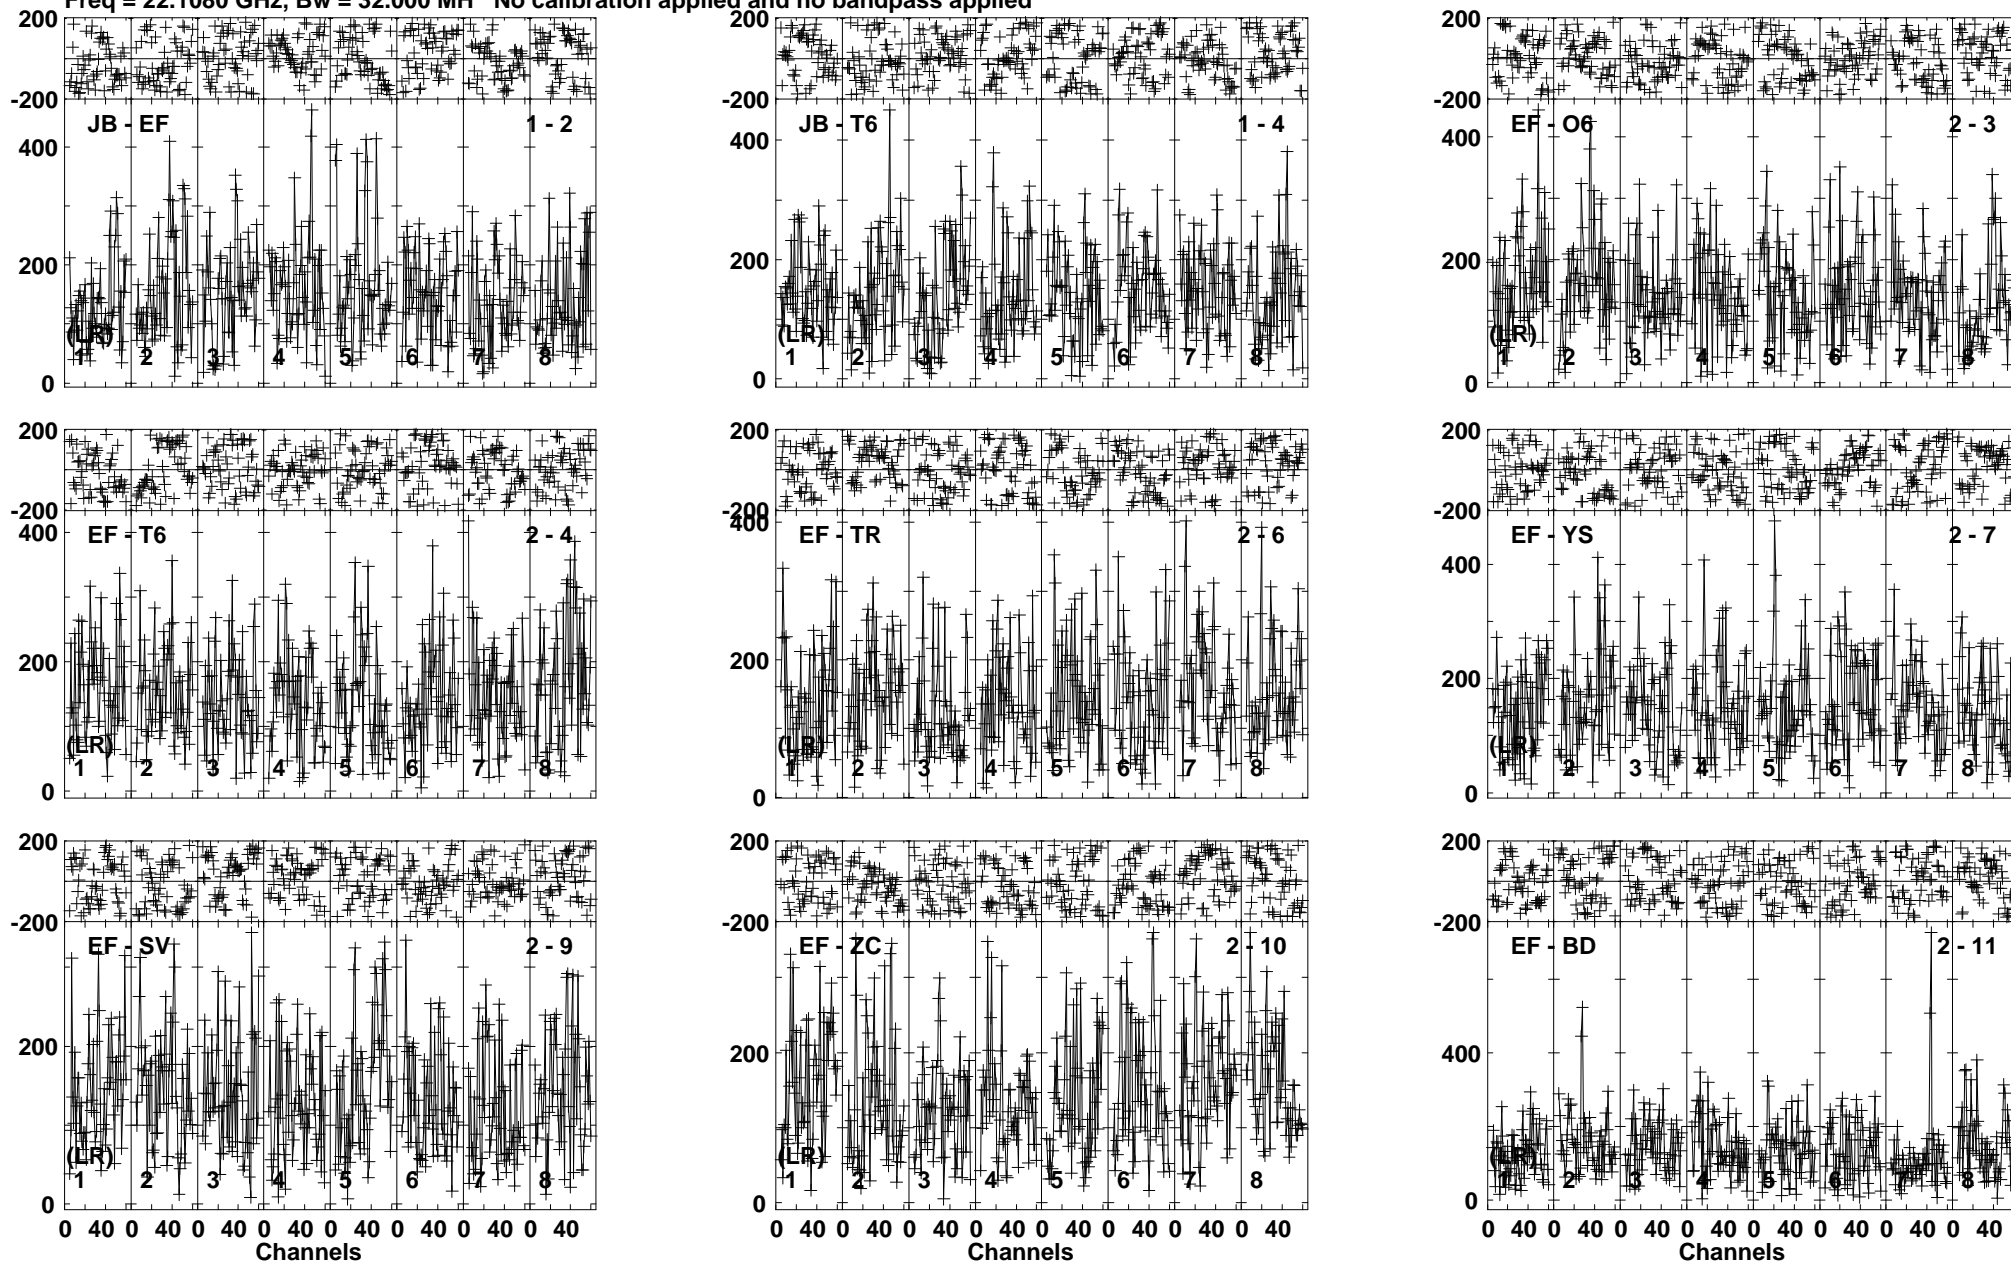 Freq = 22.1080 GHz, Bw = 32.000 MH No calibration applied and no bandpass applied
200 200 200
-200 -200 -200
JB - EF 1 - 2 JB - T6 1 - 4 EF - O6 2 - 3
400 400 400
200 200 200
(LR) (LR) (LR)
1 2 3 4 5 6 7 8 1 2 3 4 5 6 7 8 1 2 3 4 5 6 7 8
0 0 0
200 200 200
-200 -200 -200
EF - T6 2 - 4 EF - TR 2 - 6 EF - YS 2 - 7
400 400 400
200 200 200
(LR) (LR) (LR)
1 2 3 4 5 6 7 8 1 2 3 4 5 6 7 8 1 2 3 4 5 6 7 8
0 0 0
200 200 200
-200 -200 -200
EF - SV 2 - 9 EF - ZC 2 - 10 EF - BD 2 - 11
200 200 400
(LR) (LR) (LR)
1 2 3 4 5 6 7 8 1 2 3 4 5 6 7 8 1 2 3 4 5 6 7 8
0 0 0
0 40 0 40 0 40 0 40 0 40 0 40 0 40 0 40 0 40 0 40 0 40 0 40 0 40 0 40 0 40 0 40 0 40 0 40 0 40 0 40 0 40 0 40 0 40 0 40
Channels Channels Channels